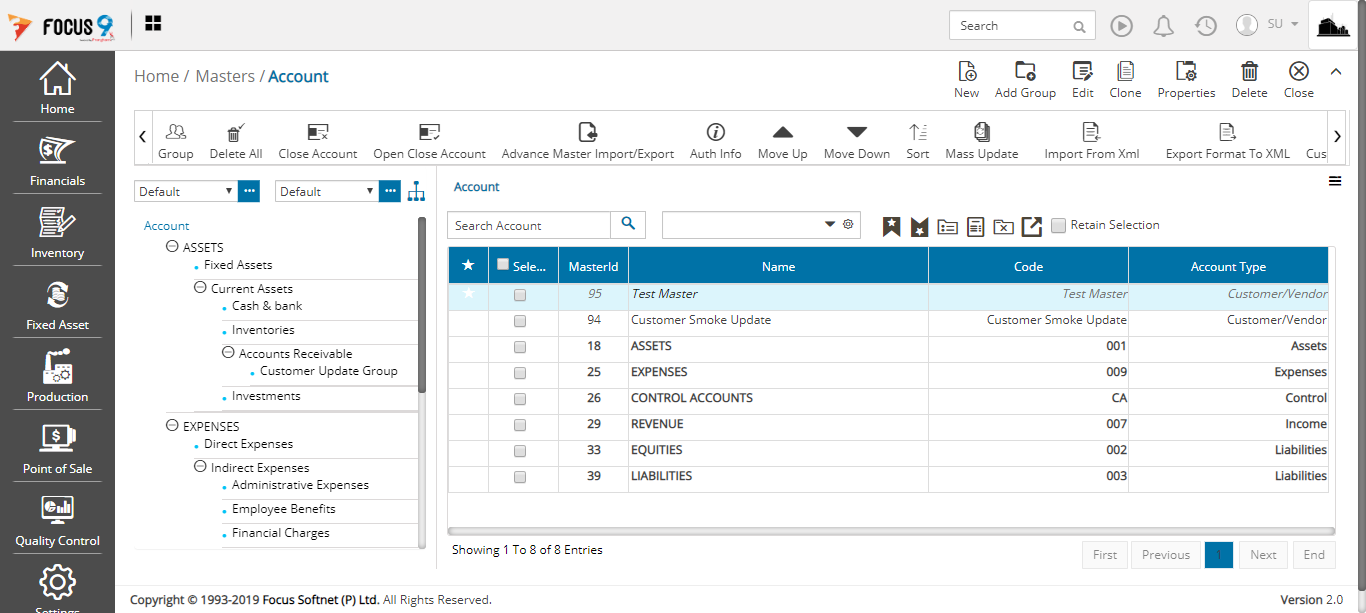 FOCUS 9
Search
SU
Home / Masters / Account
New Add Group Edit Clone Properties Delete Close
Group Delete All Close Account Open Close Account Advance Master Import/Export Auth Info Move Up Move Down Sort Mass Update Import From Xml Export Format To XML Cus
Home
Financials
Inventory
Fixed Asset
Production
Point of Sale
Quality Control
Settings
Default Default
Account
ASSETS
Fixed Assets
Current Assets
Cash & bank
Inventories
Accounts Receivable
Customer Update Group
Investments
EXPENSES
Direct Expenses
Indirect Expenses
Administrative Expenses
Employee Benefits
Financial Charges
Account
Search Account
Retain Selection
Sele... MasterId Name Code Account Type
95 Test Master Test Master Customer/Vendor
94 Customer Smoke Update Customer Smoke Update Customer/Vendor
18 ASSETS 001 Assets
25 EXPENSES 009 Expenses
26 CONTROL ACCOUNTS CA Control
29 REVENUE 007 Income
33 EQUITIES 002 Liabilities
39 LIABILITIES 003 Liabilities
Showing 1 To 8 of 8 Entries
First Previous 1 Next End
Copyright © 1993-2019 Focus Softnet (P) Ltd. All Rights Reserved.
Version 2.0